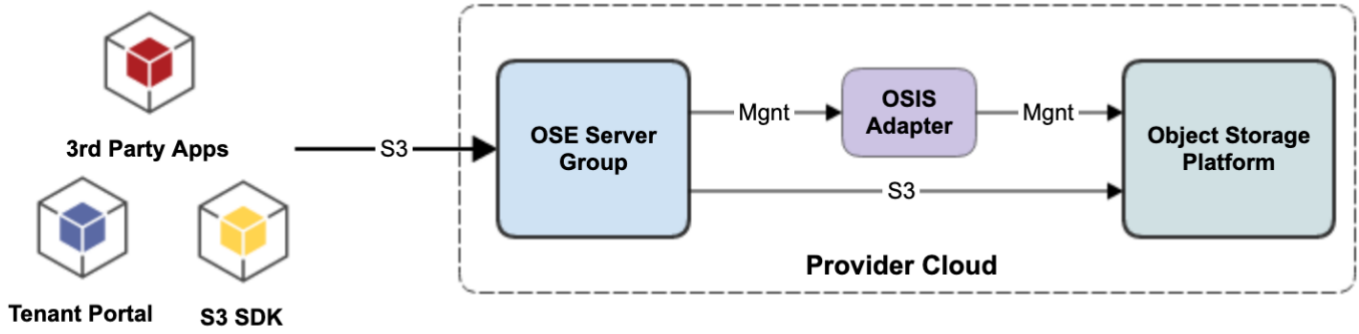 3rd Party Apps
Tenant Portal
S3 SDK
S3
OSE Server
Group
Mgnt
OSIS
Adapter
Mgnt
S3
Object Storage
Platform
Provider Cloud